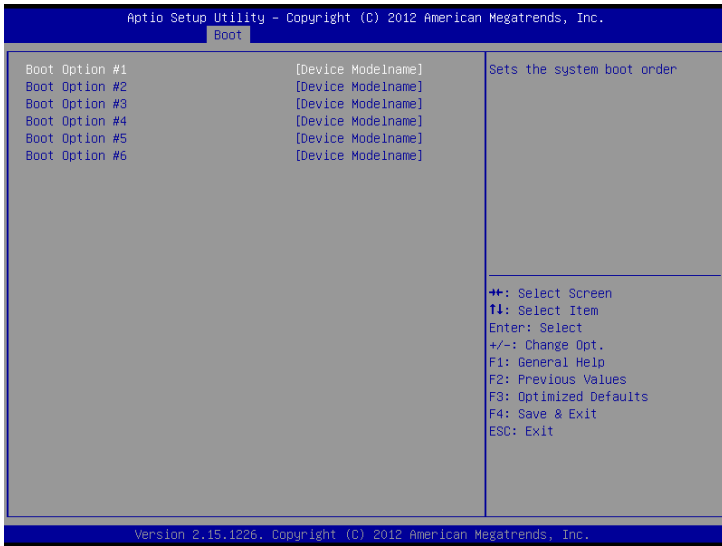 Aptio Setup Utility – Copyright (C) 2012 American Megatrends, Inc.
Boot
Boot Option #1 [Device Modelname]
Boot Option #2 [Device Modelname]
Boot Option #3 [Device Modelname]
Boot Option #4 [Device Modelname]
Boot Option #5 [Device Modelname]
Boot Option #6 [Device Modelname]
Sets the system boot order
→←: Select Screen
↑↓: Select Item
Enter: Select
+/-: Change Opt.
F1: General Help
F2: Previous Values
F3: Optimized Defaults
F4: Save & Exit
ESC: Exit
Version 2.15.1226. Copyright (C) 2012 American Megatrends, Inc.